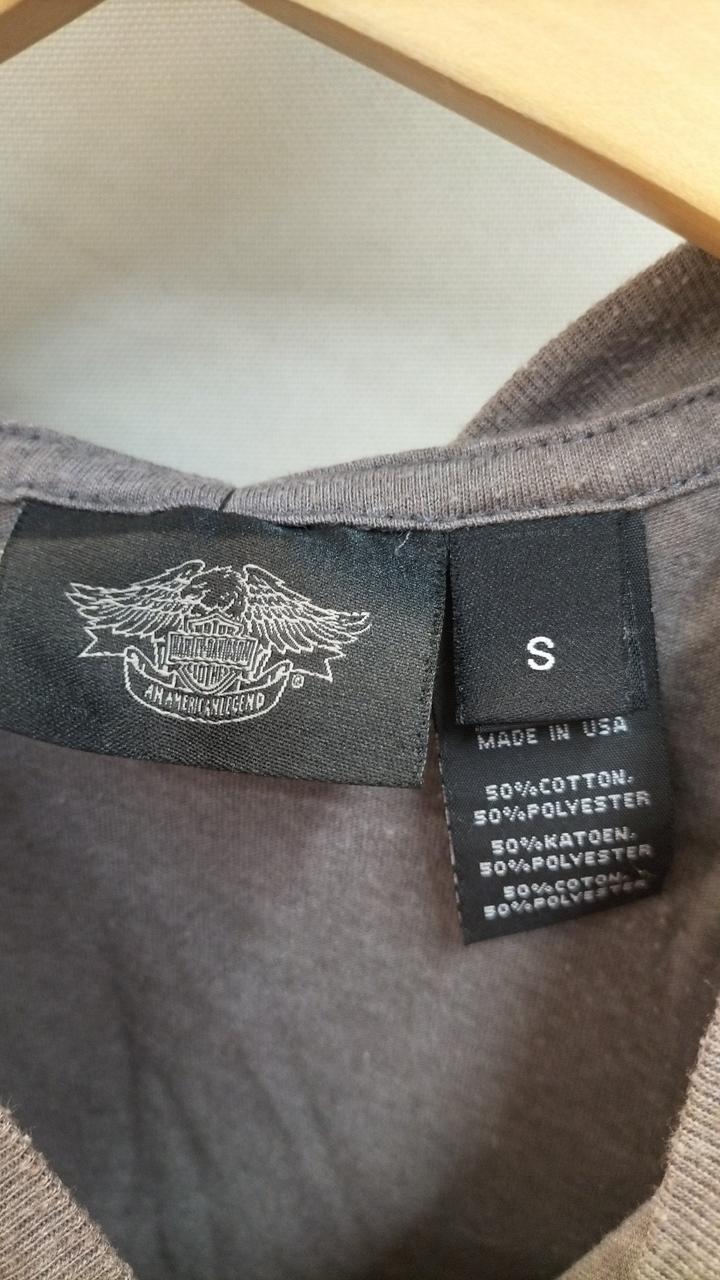 MOTOR
HARLEY-DAVIDSON
CLOTHES
AN AMERICAN LEGEND
©
S
MADE IN USA
50%COTTON.
50%POLYESTER
50%KATOEN.
50%POLYESTER
50%COTON.
50%POLYESTER